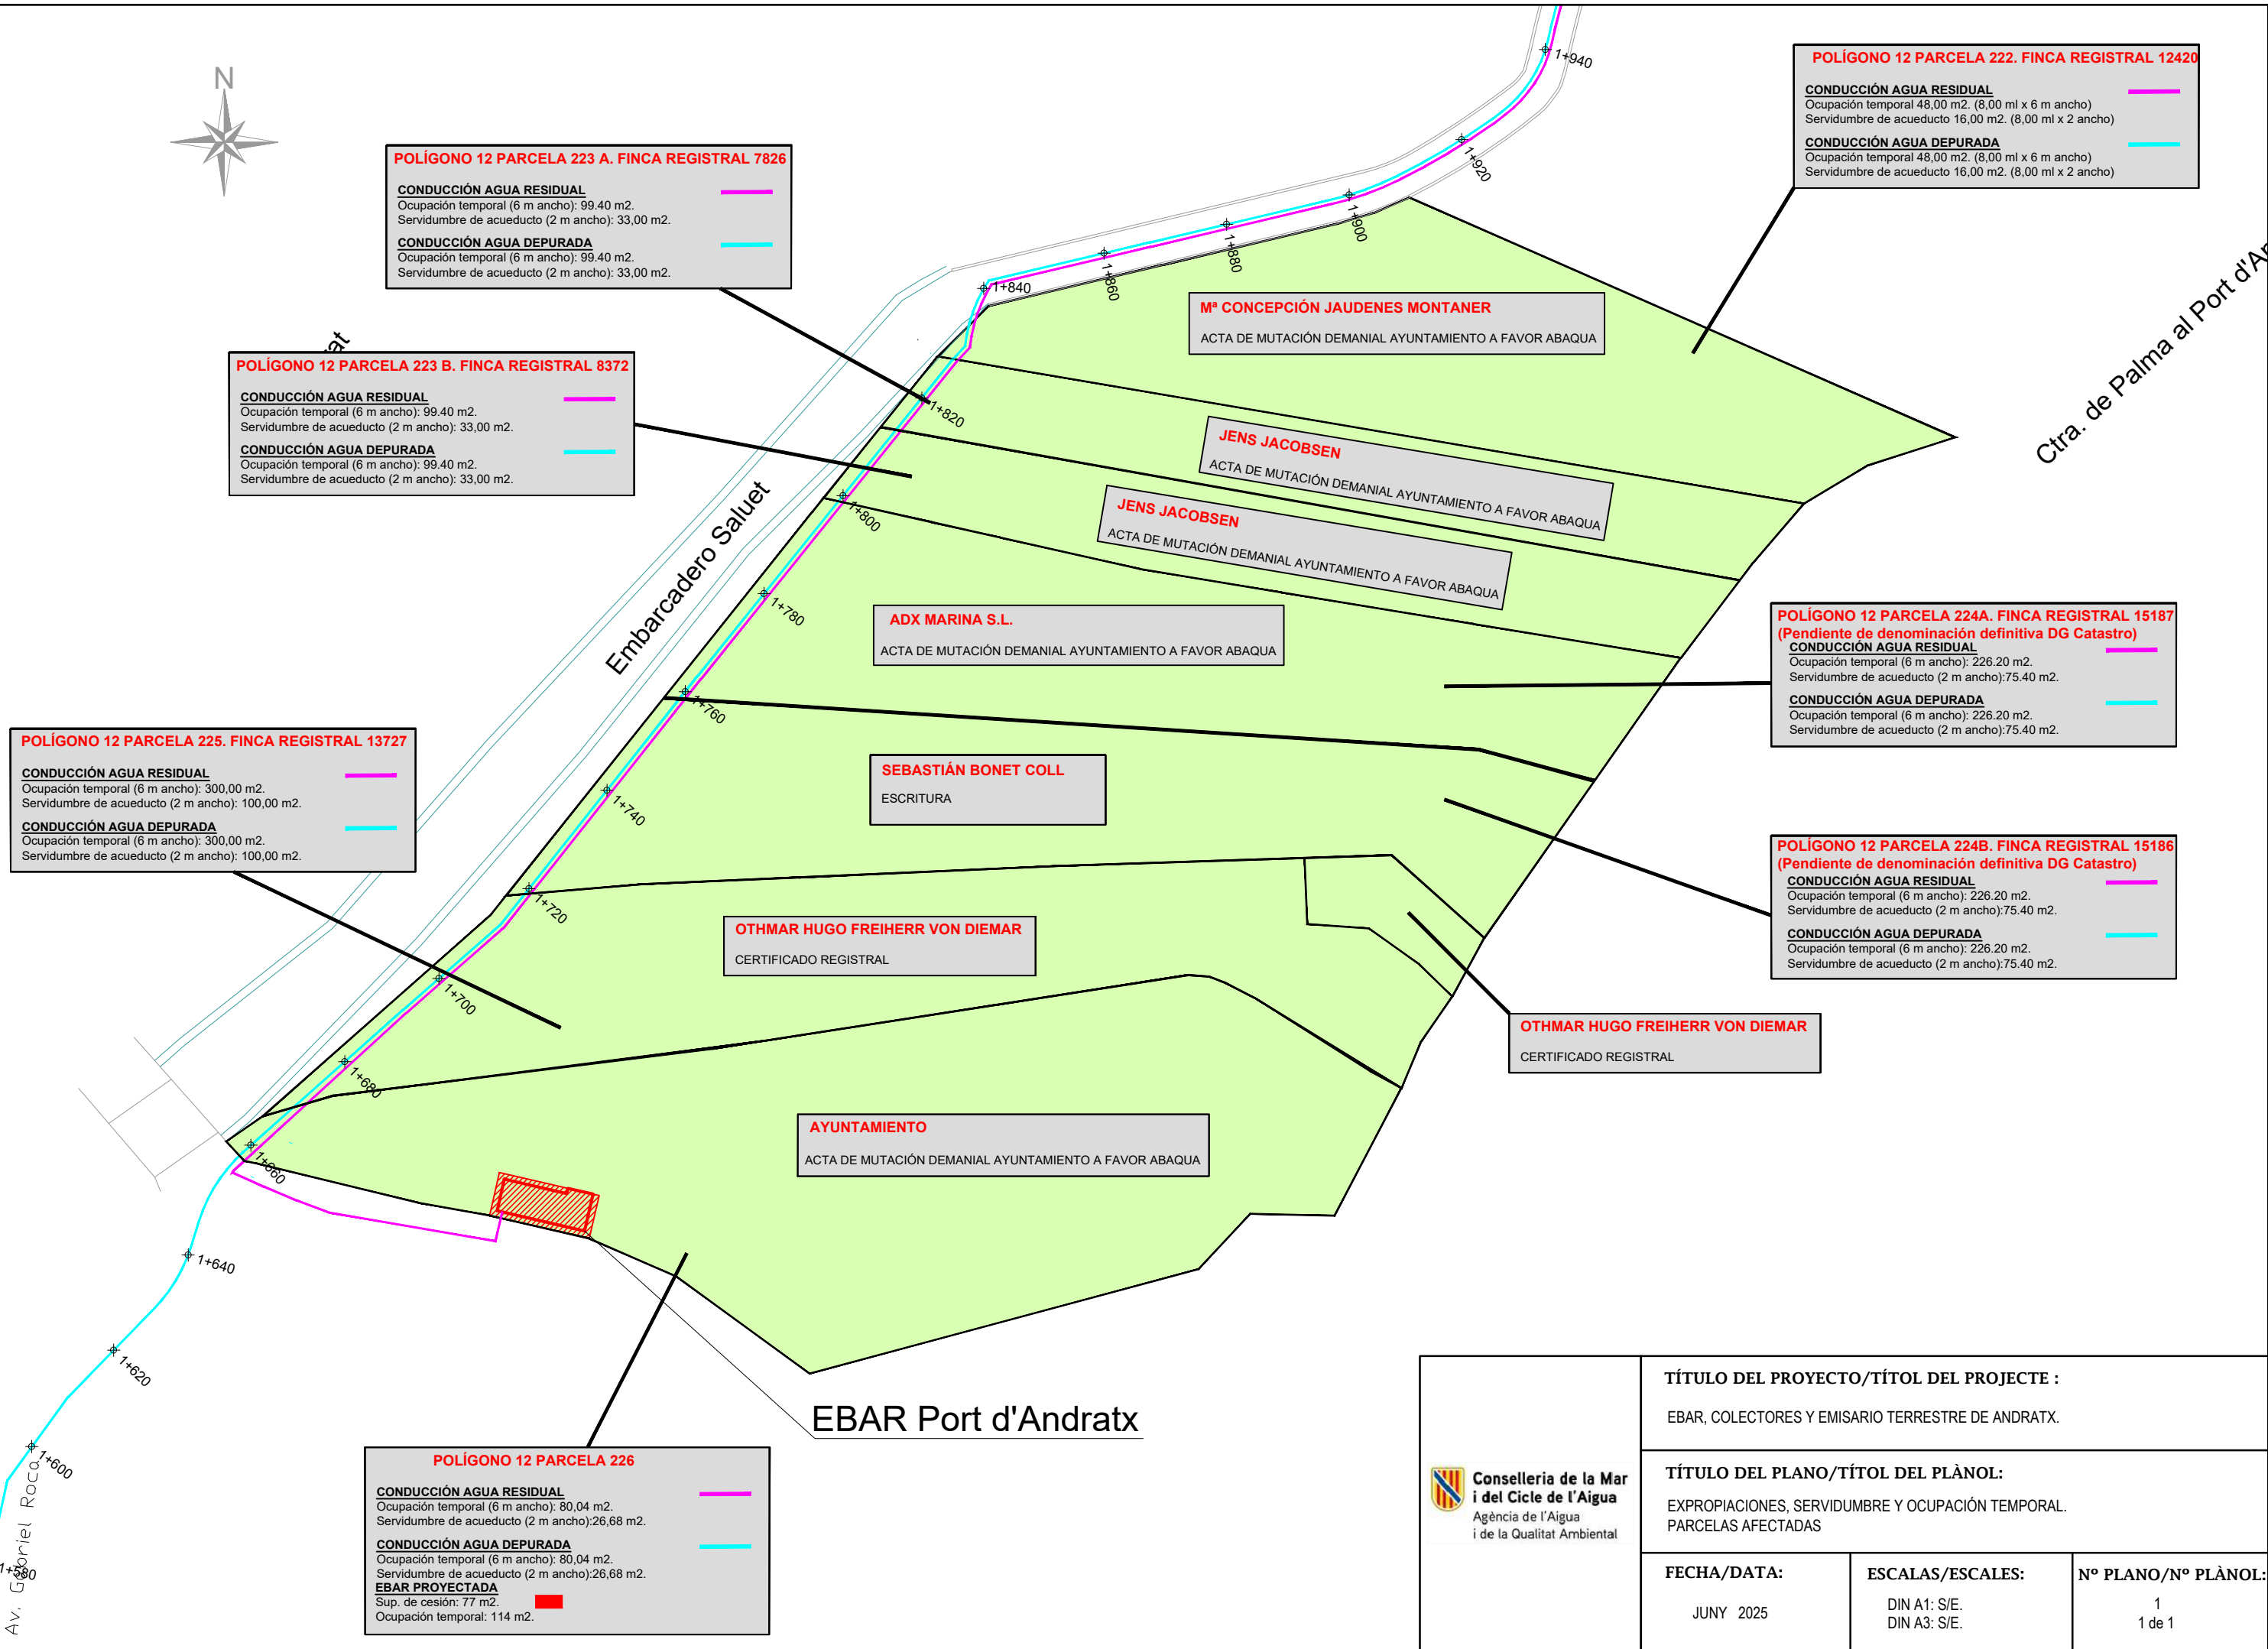 N
1+940
POLÍGONO 12 PARCELA 222. FINCA REGISTRAL 12420
CONDUCCIÓN AGUA RESIDUAL
Ocupación temporal 48,00 m2. (8,00 ml x 6 m ancho)
Servidumbre de acueducto 16,00 m2. (8,00 ml x 2 ancho)
CONDUCCIÓN AGUA DEPURADA
Ocupación temporal 48,00 m2. (8,00 ml x 6 m ancho)
Servidumbre de acueducto 16,00 m2. (8,00 ml x 2 ancho)
POLÍGONO 12 PARCELA 223 A. FINCA REGISTRAL 7826
CONDUCCIÓN AGUA RESIDUAL
Ocupación temporal (6 m ancho): 99.40 m2.
Servidumbre de acueducto (2 m ancho): 33,00 m2.
CONDUCCIÓN AGUA DEPURADA
Ocupación temporal (6 m ancho): 99.40 m2.
Servidumbre de acueducto (2 m ancho): 33,00 m2.
1+920
1+900
1+880
1+860
1+840
Ctra. de Palma al Port d'A
Mª CONCEPCIÓN JAUDENES MONTANER
ACTA DE MUTACIÓN DEMANIAL AYUNTAMIENTO A FAVOR ABAQUA
at
POLÍGONO 12 PARCELA 223 B. FINCA REGISTRAL 8372
CONDUCCIÓN AGUA RESIDUAL
Ocupación temporal (6 m ancho): 99.40 m2.
Servidumbre de acueducto (2 m ancho): 33,00 m2.
CONDUCCIÓN AGUA DEPURADA
Ocupación temporal (6 m ancho): 99.40 m2.
Servidumbre de acueducto (2 m ancho): 33,00 m2.
1+820
JENS JACOBSEN
ACTA DE MUTACIÓN DEMANIAL AYUNTAMIENTO A FAVOR ABAQUA
1+800
JENS JACOBSEN
ACTA DE MUTACIÓN DEMANIAL AYUNTAMIENTO A FAVOR ABAQUA
Embarcadero Saluet
1+780
ADX MARINA S.L.
ACTA DE MUTACIÓN DEMANIAL AYUNTAMIENTO A FAVOR ABAQUA
POLÍGONO 12 PARCELA 224A. FINCA REGISTRAL 15187
(Pendiente de denominación definitiva DG Catastro)
CONDUCCIÓN AGUA RESIDUAL
Ocupación temporal (6 m ancho): 226.20 m2.
Servidumbre de acueducto (2 m ancho):75.40 m2.
CONDUCCIÓN AGUA DEPURADA
Ocupación temporal (6 m ancho): 226.20 m2.
Servidumbre de acueducto (2 m ancho):75.40 m2.
1+760
POLÍGONO 12 PARCELA 225. FINCA REGISTRAL 13727
CONDUCCIÓN AGUA RESIDUAL
Ocupación temporal (6 m ancho): 300,00 m2.
Servidumbre de acueducto (2 m ancho): 100,00 m2.
CONDUCCIÓN AGUA DEPURADA
Ocupación temporal (6 m ancho): 300,00 m2.
Servidumbre de acueducto (2 m ancho): 100,00 m2.
SEBASTIÁN BONET COLL
ESCRITURA
1+740
POLÍGONO 12 PARCELA 224B. FINCA REGISTRAL 15186
(Pendiente de denominación definitiva DG Catastro)
CONDUCCIÓN AGUA RESIDUAL
Ocupación temporal (6 m ancho): 226.20 m2.
Servidumbre de acueducto (2 m ancho):75.40 m2.
CONDUCCIÓN AGUA DEPURADA
Ocupación temporal (6 m ancho): 226.20 m2.
Servidumbre de acueducto (2 m ancho):75.40 m2.
1+720
OTHMAR HUGO FREIHERR VON DIEMAR
CERTIFICADO REGISTRAL
1+700
OTHMAR HUGO FREIHERR VON DIEMAR
CERTIFICADO REGISTRAL
1+680
AYUNTAMIENTO
ACTA DE MUTACIÓN DEMANIAL AYUNTAMIENTO A FAVOR ABAQUA
1+660
1+640
1+620
EBAR Port d'Andratx
1+600
1+580
Av. Gabriel Roca
POLÍGONO 12 PARCELA 226
CONDUCCIÓN AGUA RESIDUAL
Ocupación temporal (6 m ancho): 80,04 m2.
Servidumbre de acueducto (2 m ancho):26,68 m2.
CONDUCCIÓN AGUA DEPURADA
Ocupación temporal (6 m ancho): 80,04 m2.
Servidumbre de acueducto (2 m ancho):26,68 m2.
EBAR PROYECTADA
Sup. de cesión: 77 m2.
Ocupación temporal: 114 m2.
Conselleria de la Mar
i del Cicle de l'Aigua
Agència de l'Aigua
i de la Qualitat Ambiental
TÍTULO DEL PROYECTO/TÍTOL DEL PROJECTE :
EBAR, COLECTORES Y EMISARIO TERRESTRE DE ANDRATX.
TÍTULO DEL PLANO/TÍTOL DEL PLÀNOL:
EXPROPIACIONES, SERVIDUMBRE Y OCUPACIÓN TEMPORAL.
PARCELAS AFECTADAS
FECHA/DATA:
JUNY 2025
ESCALAS/ESCALES:
DIN A1: S/E.
DIN A3: S/E.
Nº PLANO/Nº PLÀNOL:
1
1 de 1